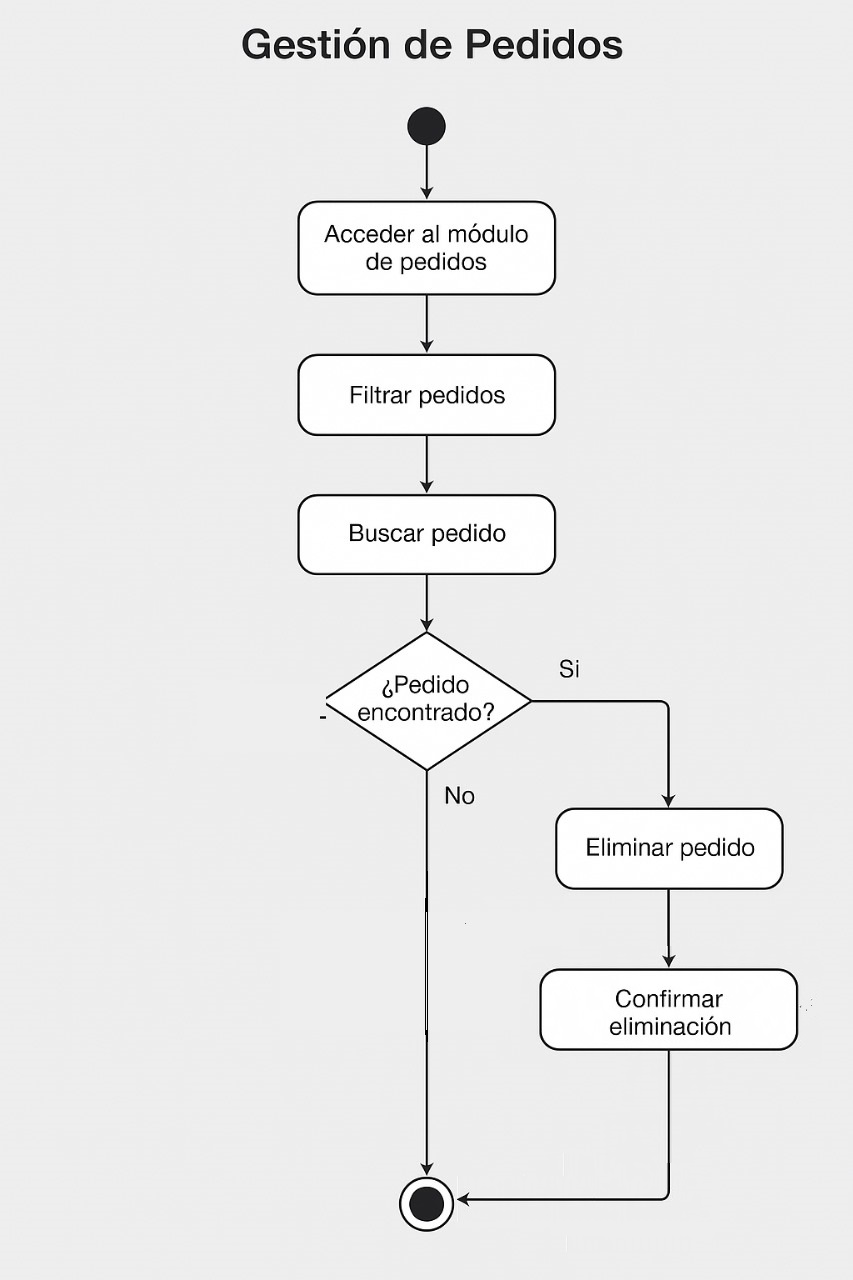 Gestión de Pedidos
Acceder al módulo
de pedidos
Filtrar pedidos
Buscar pedido
¿Pedido
encontrado?
Si
No
Eliminar pedido
Confirmar
eliminación